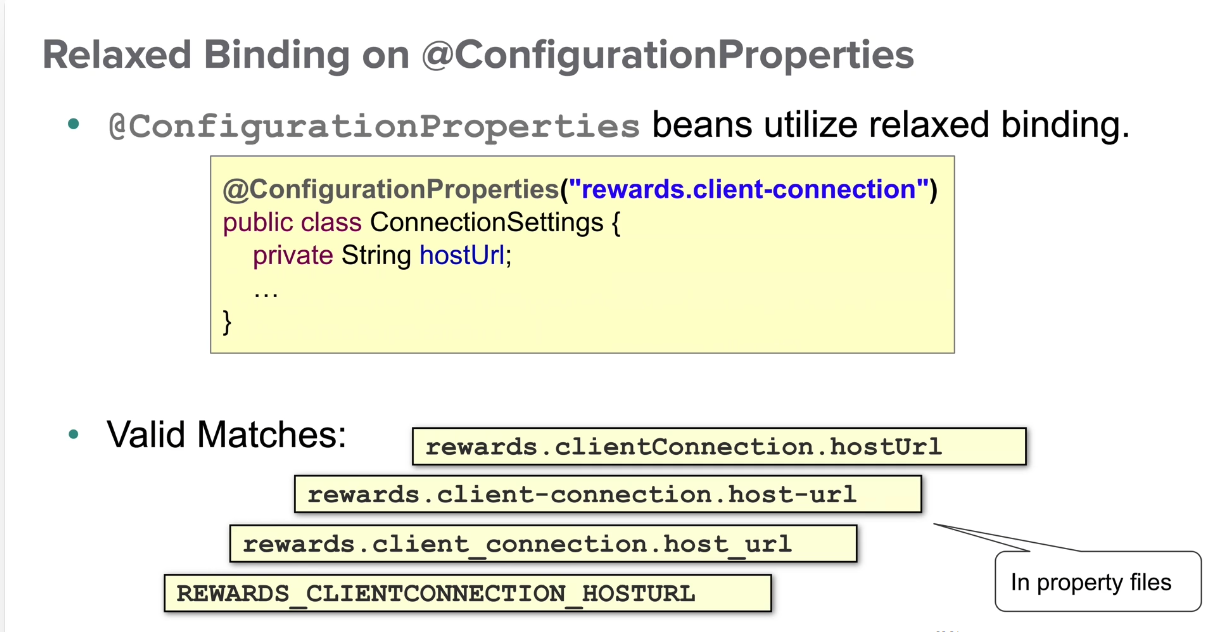 Relaxed Binding on @ConfigurationProperties
• @ConfigurationProperties beans utilize relaxed binding.
@ConfigurationProperties("rewards.client-connection")
public class ConnectionSettings {
private String hostUrl;
…
}
• Valid Matches:
rewards.clientConnection.hostUrl
rewards.client-connection.host-url
rewards.client_connection.host_url
REWARDS_CLIENTCONNECTION_HOSTURL
In property files